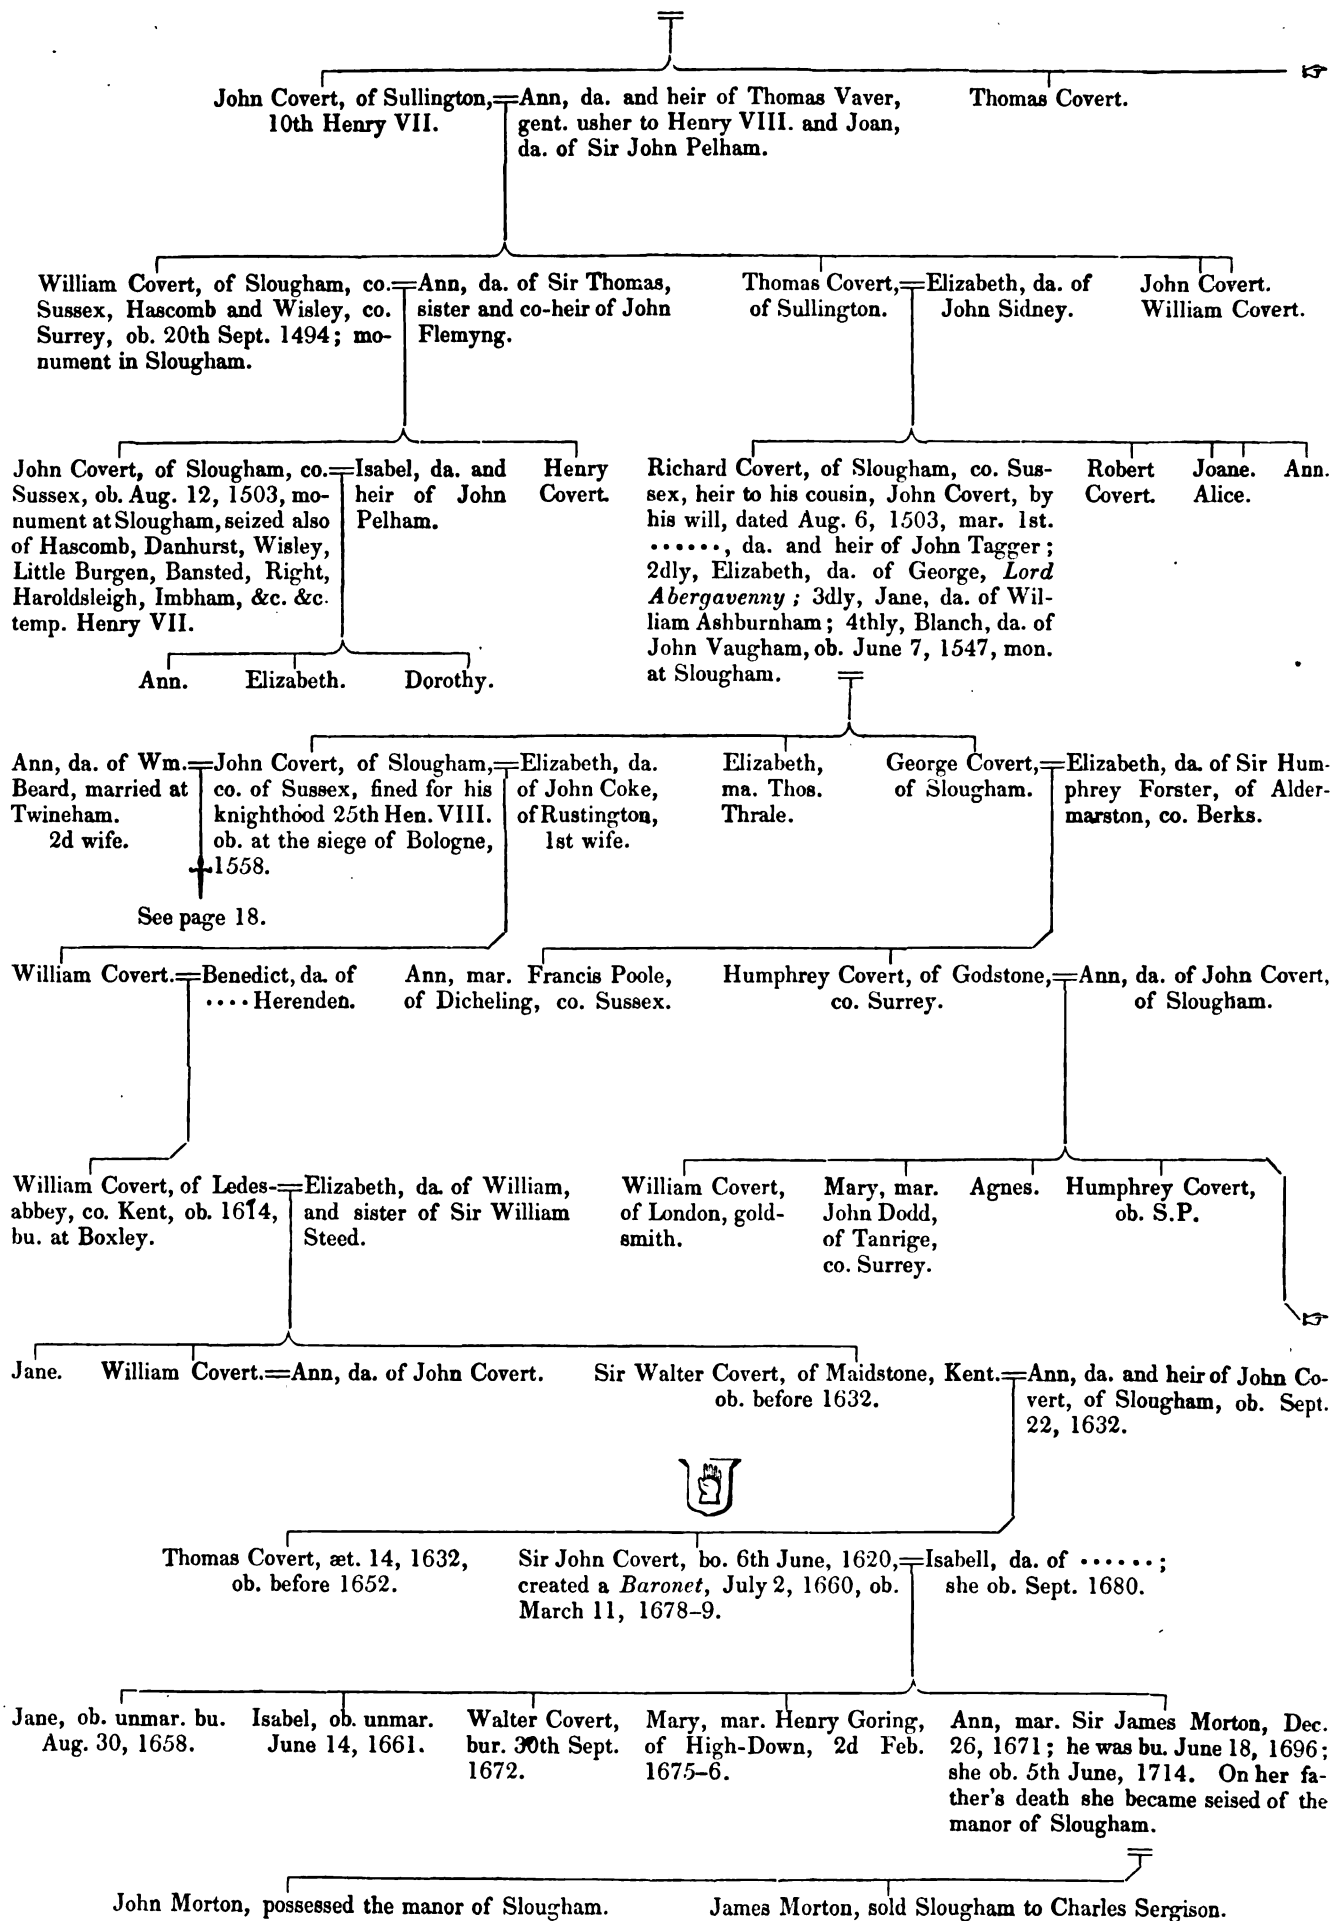 John Covert, of Sullington,
10th Henry VII.
Ann, da. and heir of Thomas Vaver,
gent. usher to Henry VIII. and Joan,
da. of Sir John Pelham.
Thomas Covert.
William Covert, of Slougham, co.
Sussex, Hascomb and Wisley, co.
Surrey, ob. 20th Sept. 1494; mo-
nument in Slougham.
Ann, da. of Sir Thomas,
sister and co-heir of John
Flemyng.
Thomas Covert,
of Sullington.
Elizabeth, da. of
John Sidney.
John Covert.
William Covert.
John Covert, of Slougham, co.
Sussex, ob. Aug. 12, 1503, mo-
nument at Slougham, seized also
of Hascomb, Danhurst, Wisley,
Little Burgen, Bansted, Right,
Haroldsleigh, Imbham, &c. &c.
temp. Henry VII.
Isabel, da. and
heir of John
Pelham.
Henry
Covert.
Richard Covert, of Slougham, co. Sus-
sex, heir to his cousin, John Covert, by
his will, dated Aug. 6, 1503, mar. 1st.
······, da. and heir of John Tagger;
2dly, Elizabeth, da. of George, Lord
Abergavenny; 3dly, Jane, da. of Wil-
liam Ashburnham; 4thly, Blanch, da. of
John Vaugham, ob. June 7, 1547, mon.
at Slougham.
Robert
Covert.
Joane.
Alice.
Ann.
Ann.
Elizabeth.
Dorothy.
Ann, da. of Wm.
Beard, married at
Twineham.
2d wife.
John Covert, of Slougham,
co. of Sussex, fined for his
knighthood 25th Hen. VIII.
ob. at the siege of Bologne,
1558.
Elizabeth, da.
of John Coke,
of Rustington,
1st wife.
Elizabeth,
ma. Thos.
Thrale.
George Covert,
of Slougham.
Elizabeth, da. of Sir Hum-
phrey Forster, of Alder-
marston, co. Berks.
See page 18.
William Covert.
Benedict, da. of
···· Herenden.
Ann, mar. Francis Poole,
of Dicheling, co. Sussex.
Humphrey Covert, of Godstone,
co. Surrey.
Ann, da. of John Covert,
of Slougham.
William Covert, of Ledes-
abbey, co. Kent, ob. 1614,
bu. at Boxley.
Elizabeth, da. of William,
and sister of Sir William
Steed.
William Covert,
of London, gold-
smith.
Mary, mar.
John Dodd,
of Tanrige,
co. Surrey.
Agnes.
Humphrey Covert,
ob. S.P.
Jane.
William Covert.
Ann, da. of John Covert.
Sir Walter Covert, of Maidstone, Kent.
ob. before 1632.
Ann, da. and heir of John Co-
vert, of Slougham, ob. Sept.
22, 1632.
Thomas Covert, æt. 14, 1632,
ob. before 1652.
Sir John Covert, bo. 6th June, 1620,
created a Baronet, July 2, 1660, ob.
March 11, 1678-9.
Isabell, da. of ······;
she ob. Sept. 1680.
Jane, ob. unmar. bu.
Aug. 30, 1658.
Isabel, ob. unmar.
June 14, 1661.
Walter Covert,
bur. 30th Sept.
1672.
Mary, mar. Henry Goring,
of High-Down, 2d Feb.
1675-6.
Ann, mar. Sir James Morton, Dec.
26, 1671; he was bu. June 18, 1696;
she ob. 5th June, 1714. On her fa-
ther's death she became seised of the
manor of Slougham.
John Morton, possessed the manor of Slougham.
James Morton, sold Slougham to Charles Sergison.